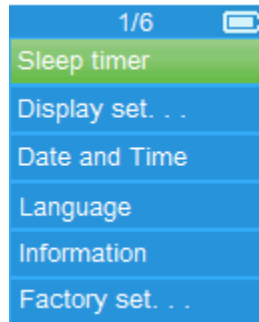 1/6
Sleep timer
Display set. . .
Date and Time
Language
Information
Factory set. . .